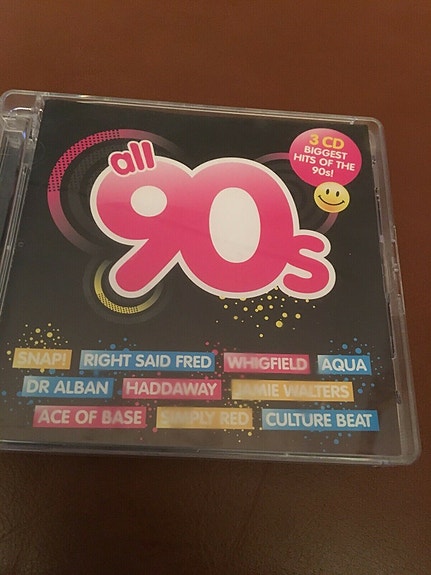 all
90s
3 CD
BIGGEST
HITS OF THE
90s!
SNAP! RIGHT SAID FRED WHIGFIELD AQUA
DR ALBAN HADDAWAY JAMIE WALTERS
ACE OF BASE SIMPLY RED CULTURE BEAT